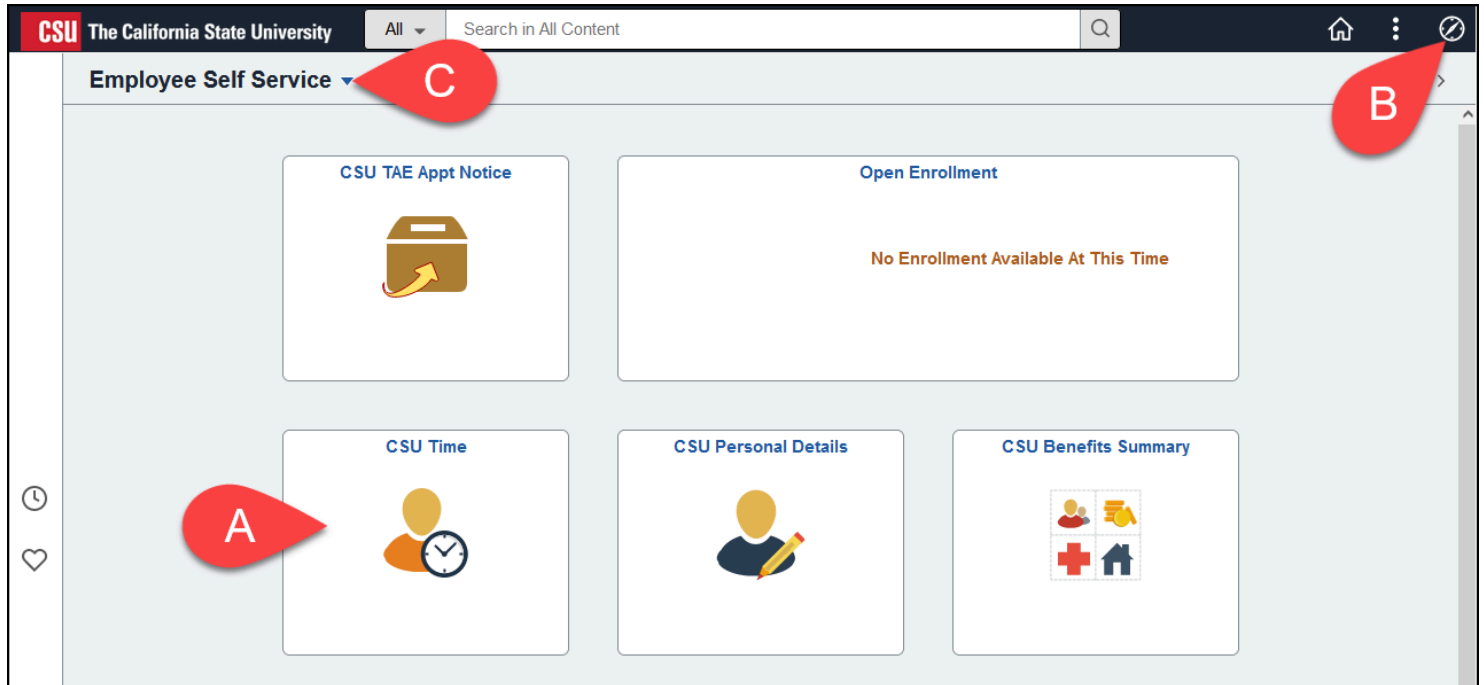 CSU The California State University All Search in All Content
Employee Self Service
C
B
CSU TAE Appt Notice
Open Enrollment
No Enrollment Available At This Time
CSU Time
CSU Personal Details
CSU Benefits Summary
A